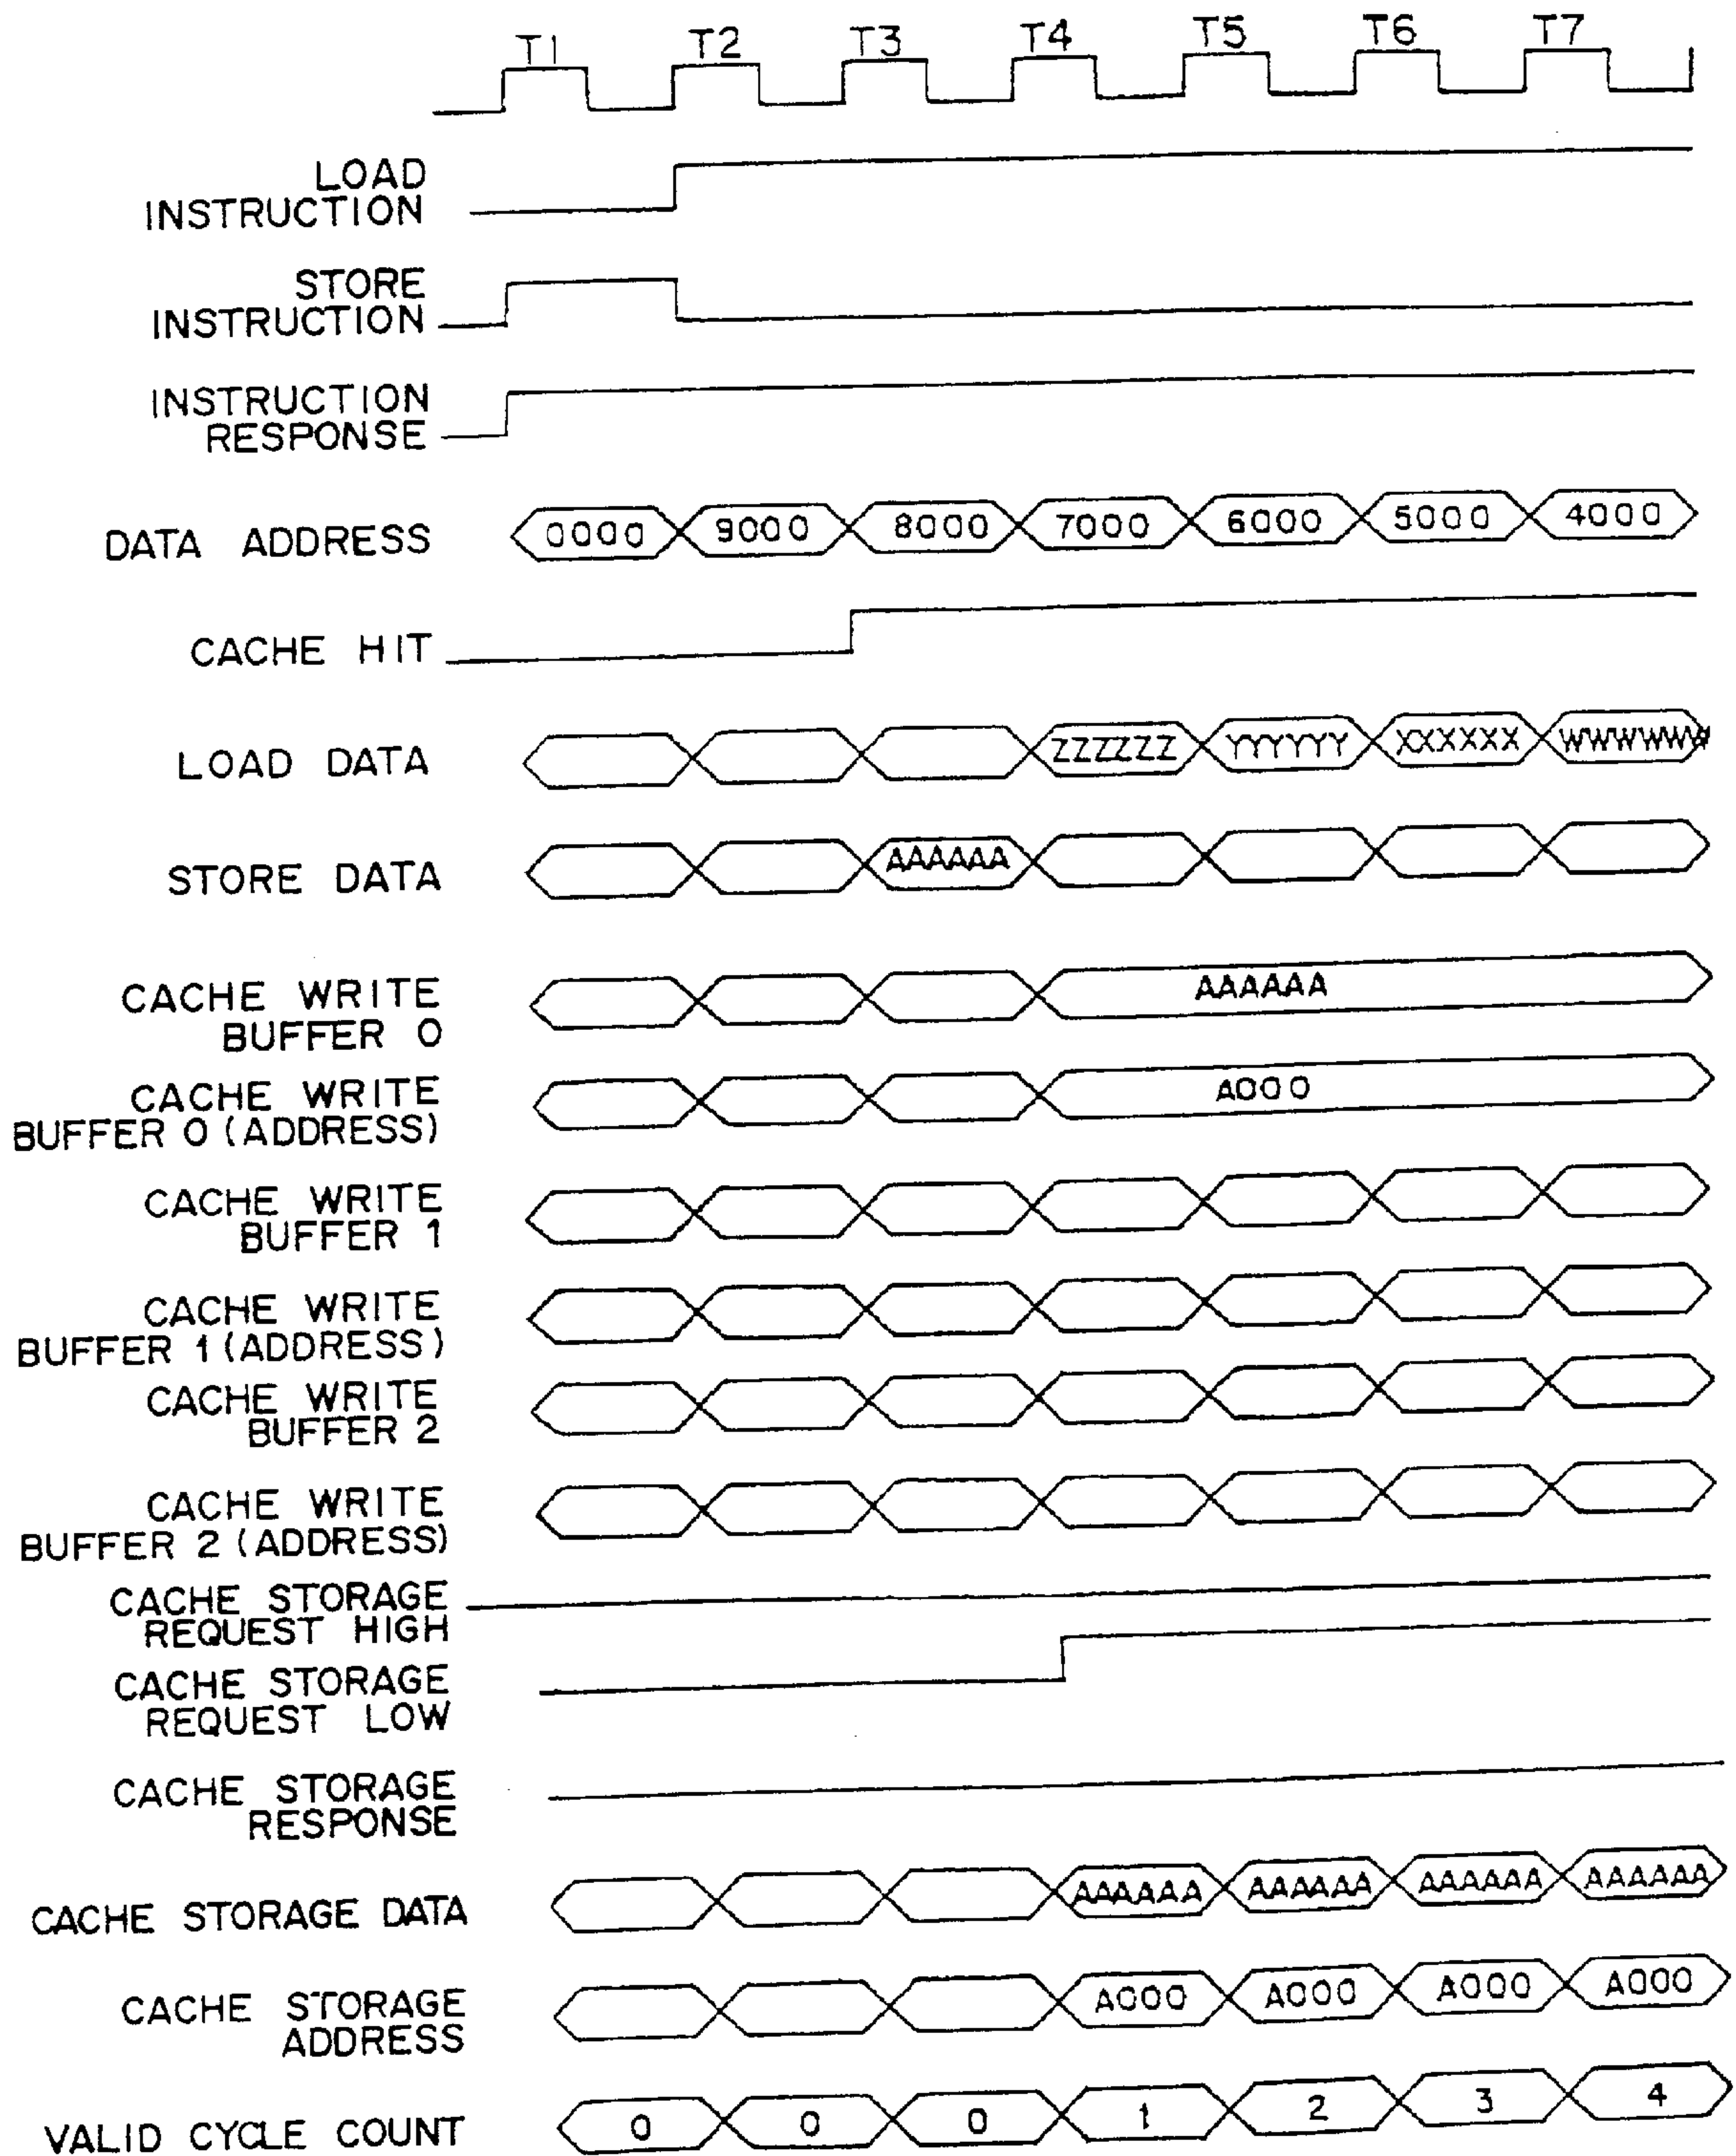 T1 T2 T3 T4 T5 T6 T7
LOAD
INSTRUCTION
STORE
INSTRUCTION
INSTRUCTION
RESPONSE
DATA ADDRESS 0000 9000 8000 7000 6000 5000 4000
CACHE HIT
LOAD DATA ZZZZZZ YYYYYY XXXXXX WWWWWW
STORE DATA AAAAAA
CACHE WRITE AAAAAA
BUFFER 0
CACHE WRITE A000
BUFFER 0 (ADDRESS)
CACHE WRITE
BUFFER 1
CACHE WRITE
BUFFER 1 (ADDRESS)
CACHE WRITE
BUFFER 2
CACHE WRITE
BUFFER 2 (ADDRESS)
CACHE STORAGE
REQUEST HIGH
CACHE STORAGE
REQUEST LOW
CACHE STORAGE
RESPONSE
CACHE STORAGE DATA AAAAAA AAAAAA AAAAAA AAAAAA
CACHE STORAGE A000 A000 A000 A000
ADDRESS
VALID CYCLE COUNT 0 0 0 1 2 3 4